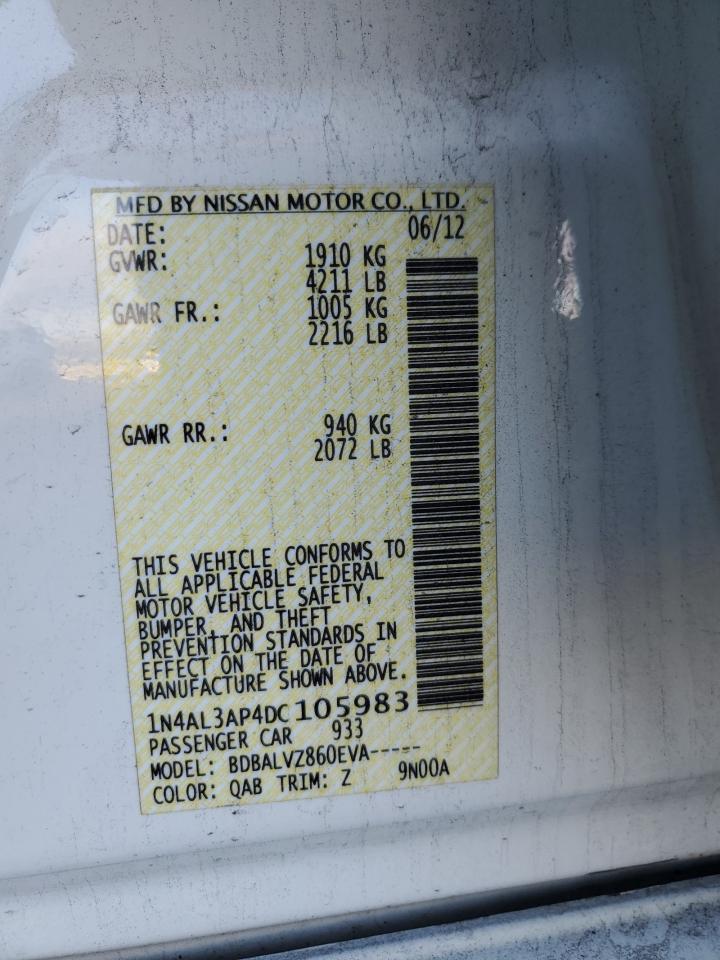 MFD BY NISSAN MOTOR CO., LTD.
DATE: 06/12
GVWR: 1910 KG
4211 LB
GAWR FR.: 1005 KG
2216 LB
GAWR RR.: 940 KG
2072 LB
THIS VEHICLE CONFORMS TO
ALL APPLICABLE FEDERAL
MOTOR VEHICLE SAFETY,
BUMPER, AND THEFT
PREVENTION STANDARDS IN
EFFECT ON THE DATE OF
MANUFACTURE SHOWN ABOVE.
1N4AL3AP4DC105983
PASSENGER CAR 933
MODEL: BDBALVZ860EVA-----
COLOR: QAB TRIM: Z 9N00A